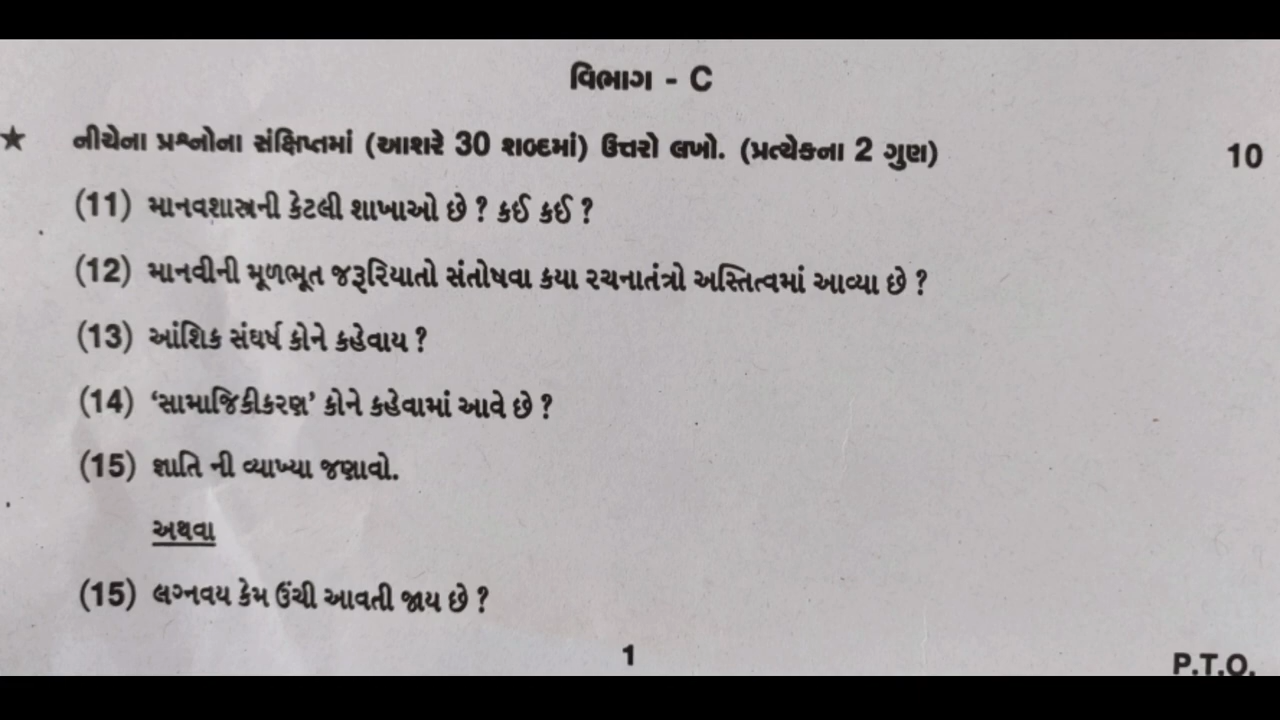 વિભાગ - C
★ નીચેના પ્રશ્નોના સંક્ષિપ્તમાં (આશરે 30 શબ્દમાં) ઉત્તરો લખો. (પ્રત્યેકના 2 ગુણ) 10
(11) માનવશાસ્ત્રની કેટલી શાખાઓ છે ? કઈ કઈ ?
(12) માનવીની મૂળભૂત જરૂરિયાતો સંતોષવા કયા રચનાતંત્રો અસ્તિત્વમાં આવ્યા છે ?
(13) આંશિક સંઘર્ષ કોને કહેવાય ?
(14) ‘સામાજિકીકરણ’ કોને કહેવામાં આવે છે ?
(15) જ્ઞાતિ ની વ્યાખ્યા જણાવો.
અથવા
(15) લગ્નવય કેમ ઉંચી આવતી જાય છે ?
1
P.T.O.